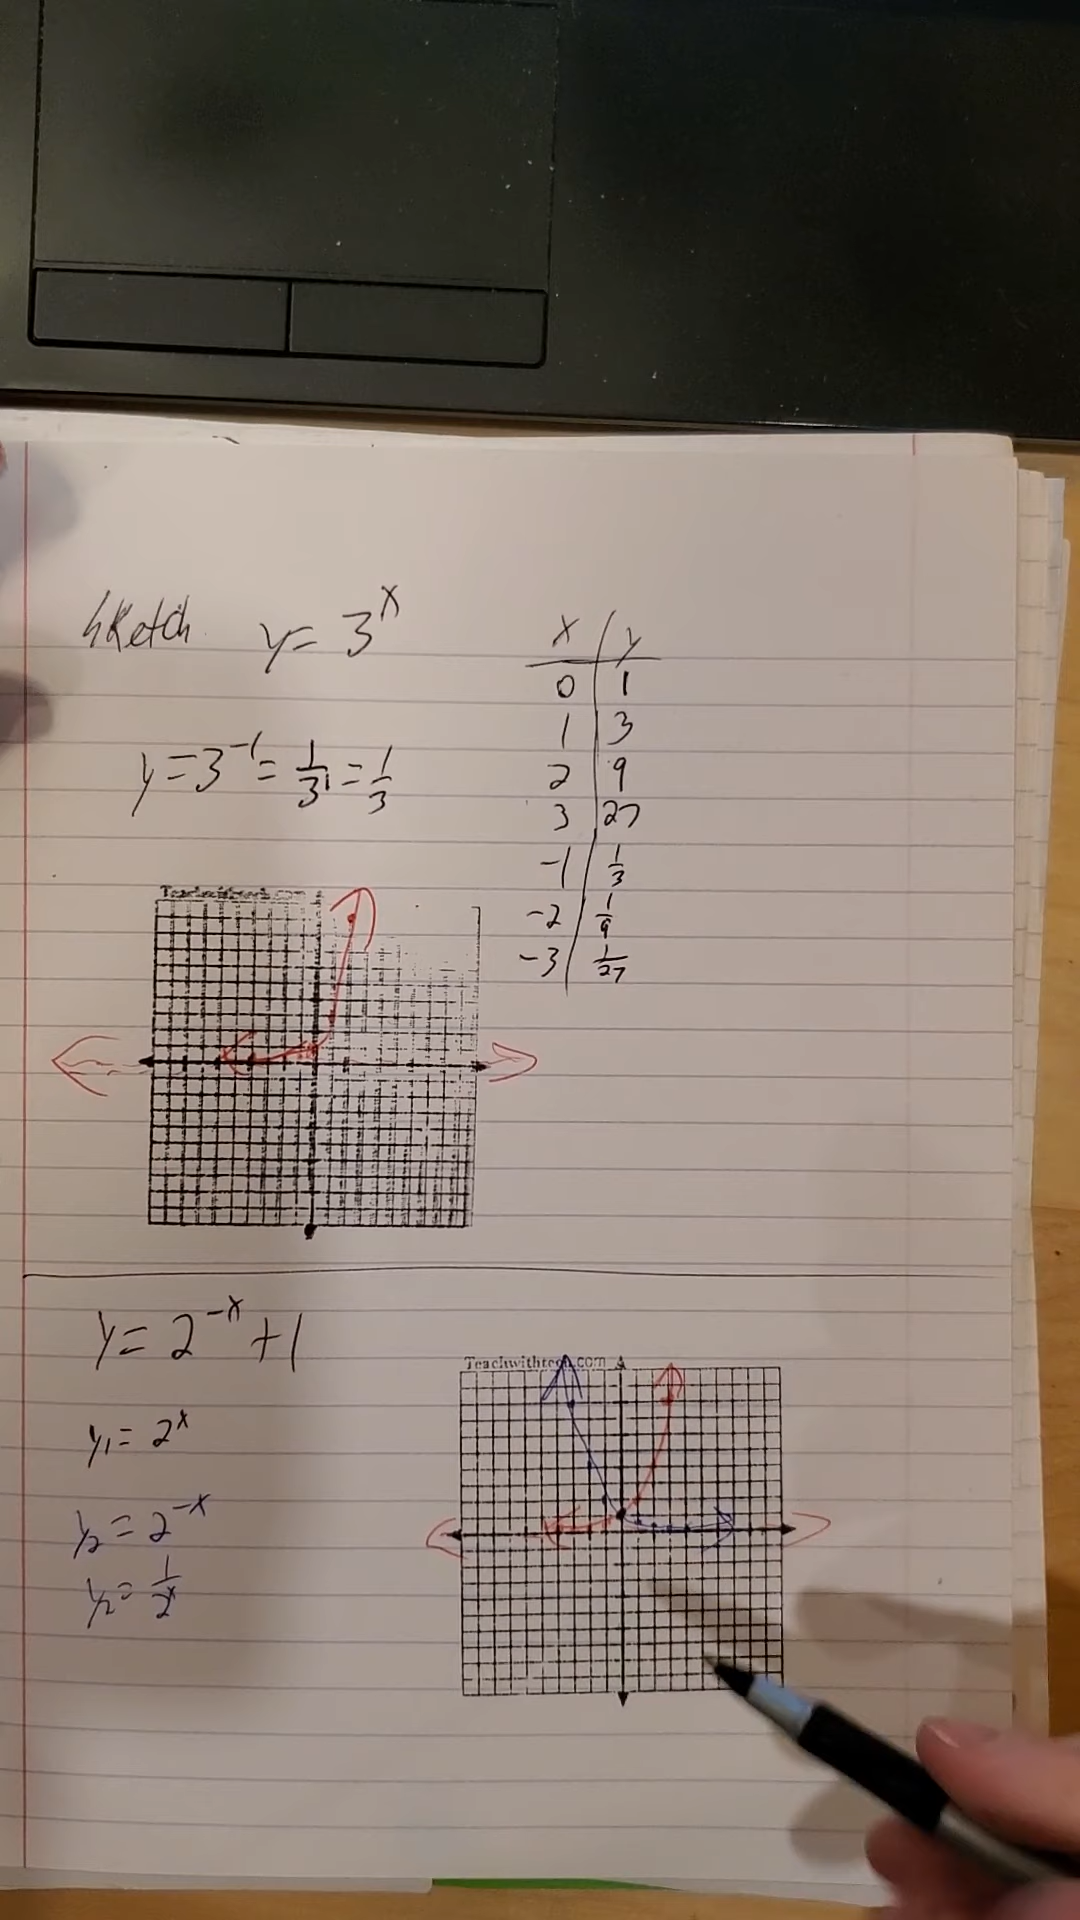 Sketch y = 3^x
x | y
0 | 1
1 | 3
2 | 9
3 | 27
-1 | 1/3
-2 | 1/9
-3 | 1/27
y = 3^-1 = 1/3^1 = 1/3
y = 2^-x + 1
Teachwithtech.com
y1 = 2^x
y2 = 2^-x
y2 = 1/2^x